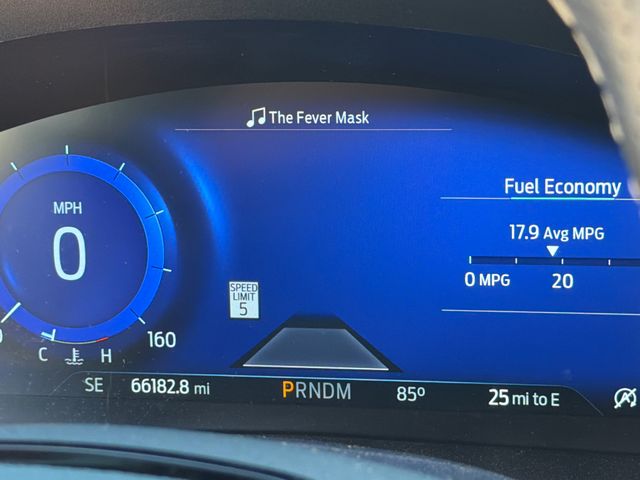 The Fever Mask
Fuel Economy
MPH
17.9 Avg MPG
0
0 MPG 20
SPEED
LIMIT
5
160
C H
SE 66182.8 mi PRNDM 85º 25 mi to E